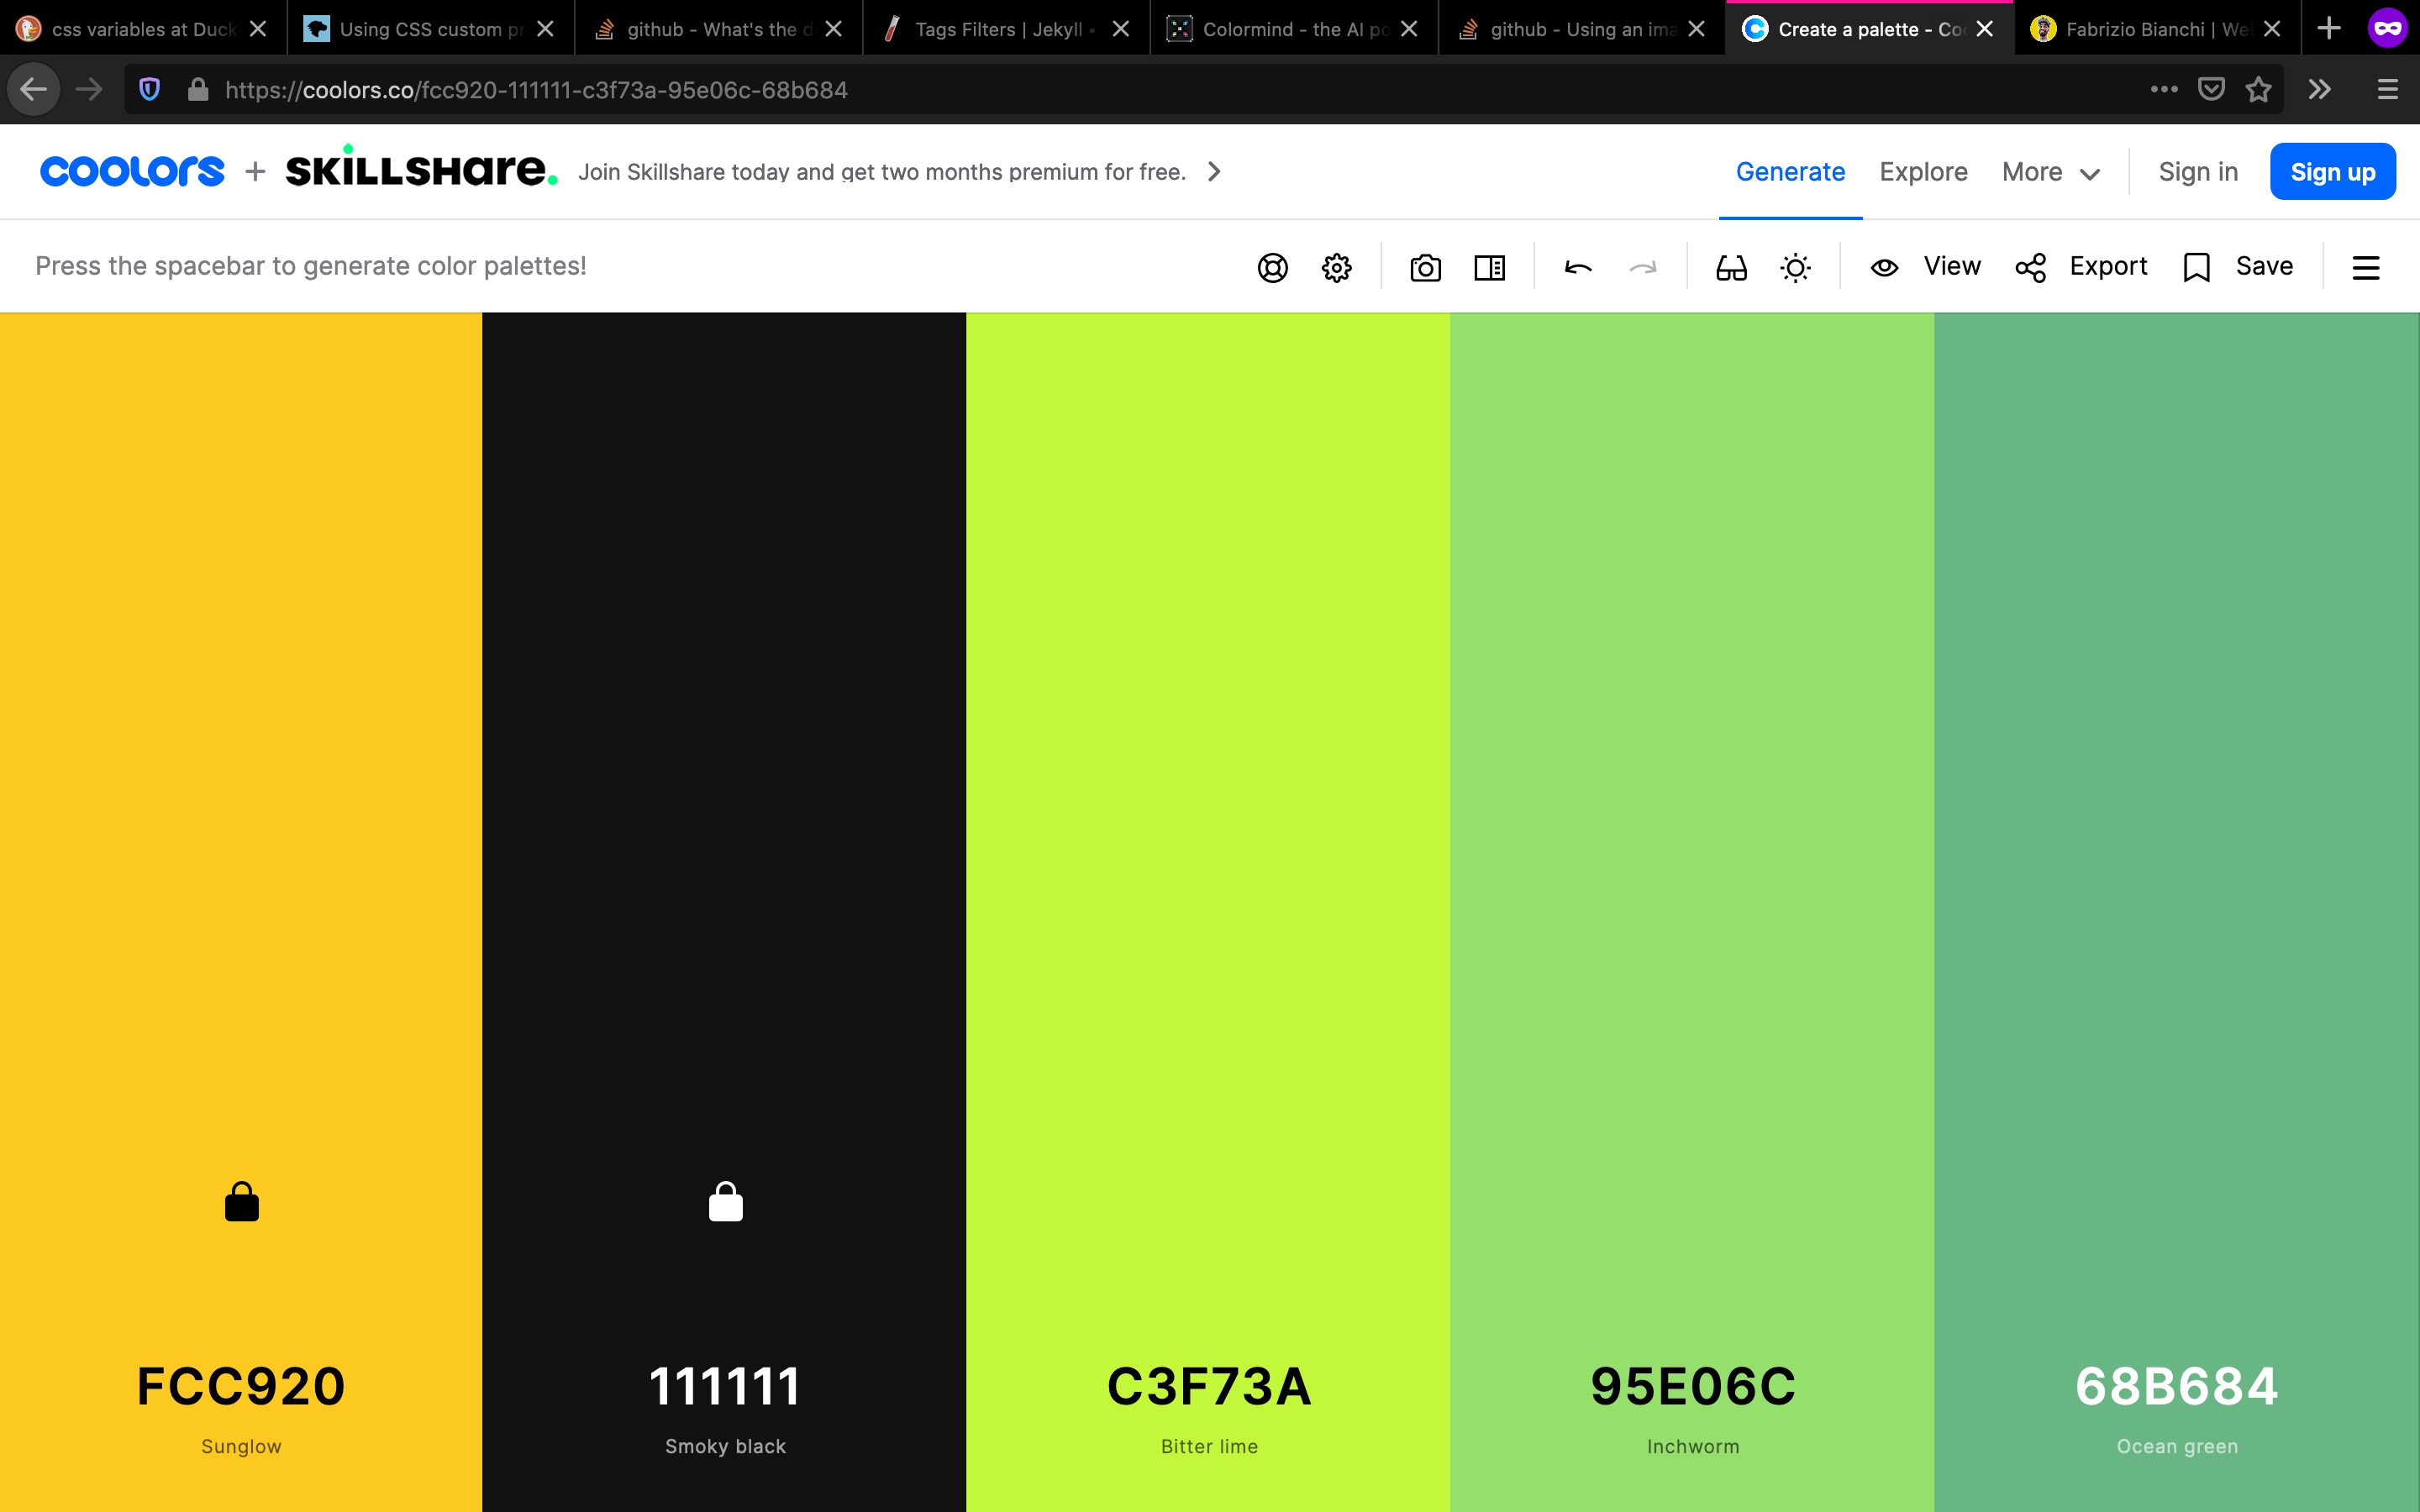 css variables at Duck
Using CSS custom pr
github - What's the d
Tags Filters | Jekyll •
Colormind - the AI po
github - Using an ima
Create a palette - Coo
Fabrizio Bianchi | We
https://coolors.co/fcc920-111111-c3f73a-95e06c-68b684
coolors + SKILLSHARE.
Join Skillshare today and get two months premium for free.
Generate
Explore
More
Sign in
Sign up
Press the spacebar to generate color palettes!
View
Export
Save
FCC920
Sunglow
111111
Smoky black
C3F73A
Bitter lime
95E06C
Inchworm
68B684
Ocean green